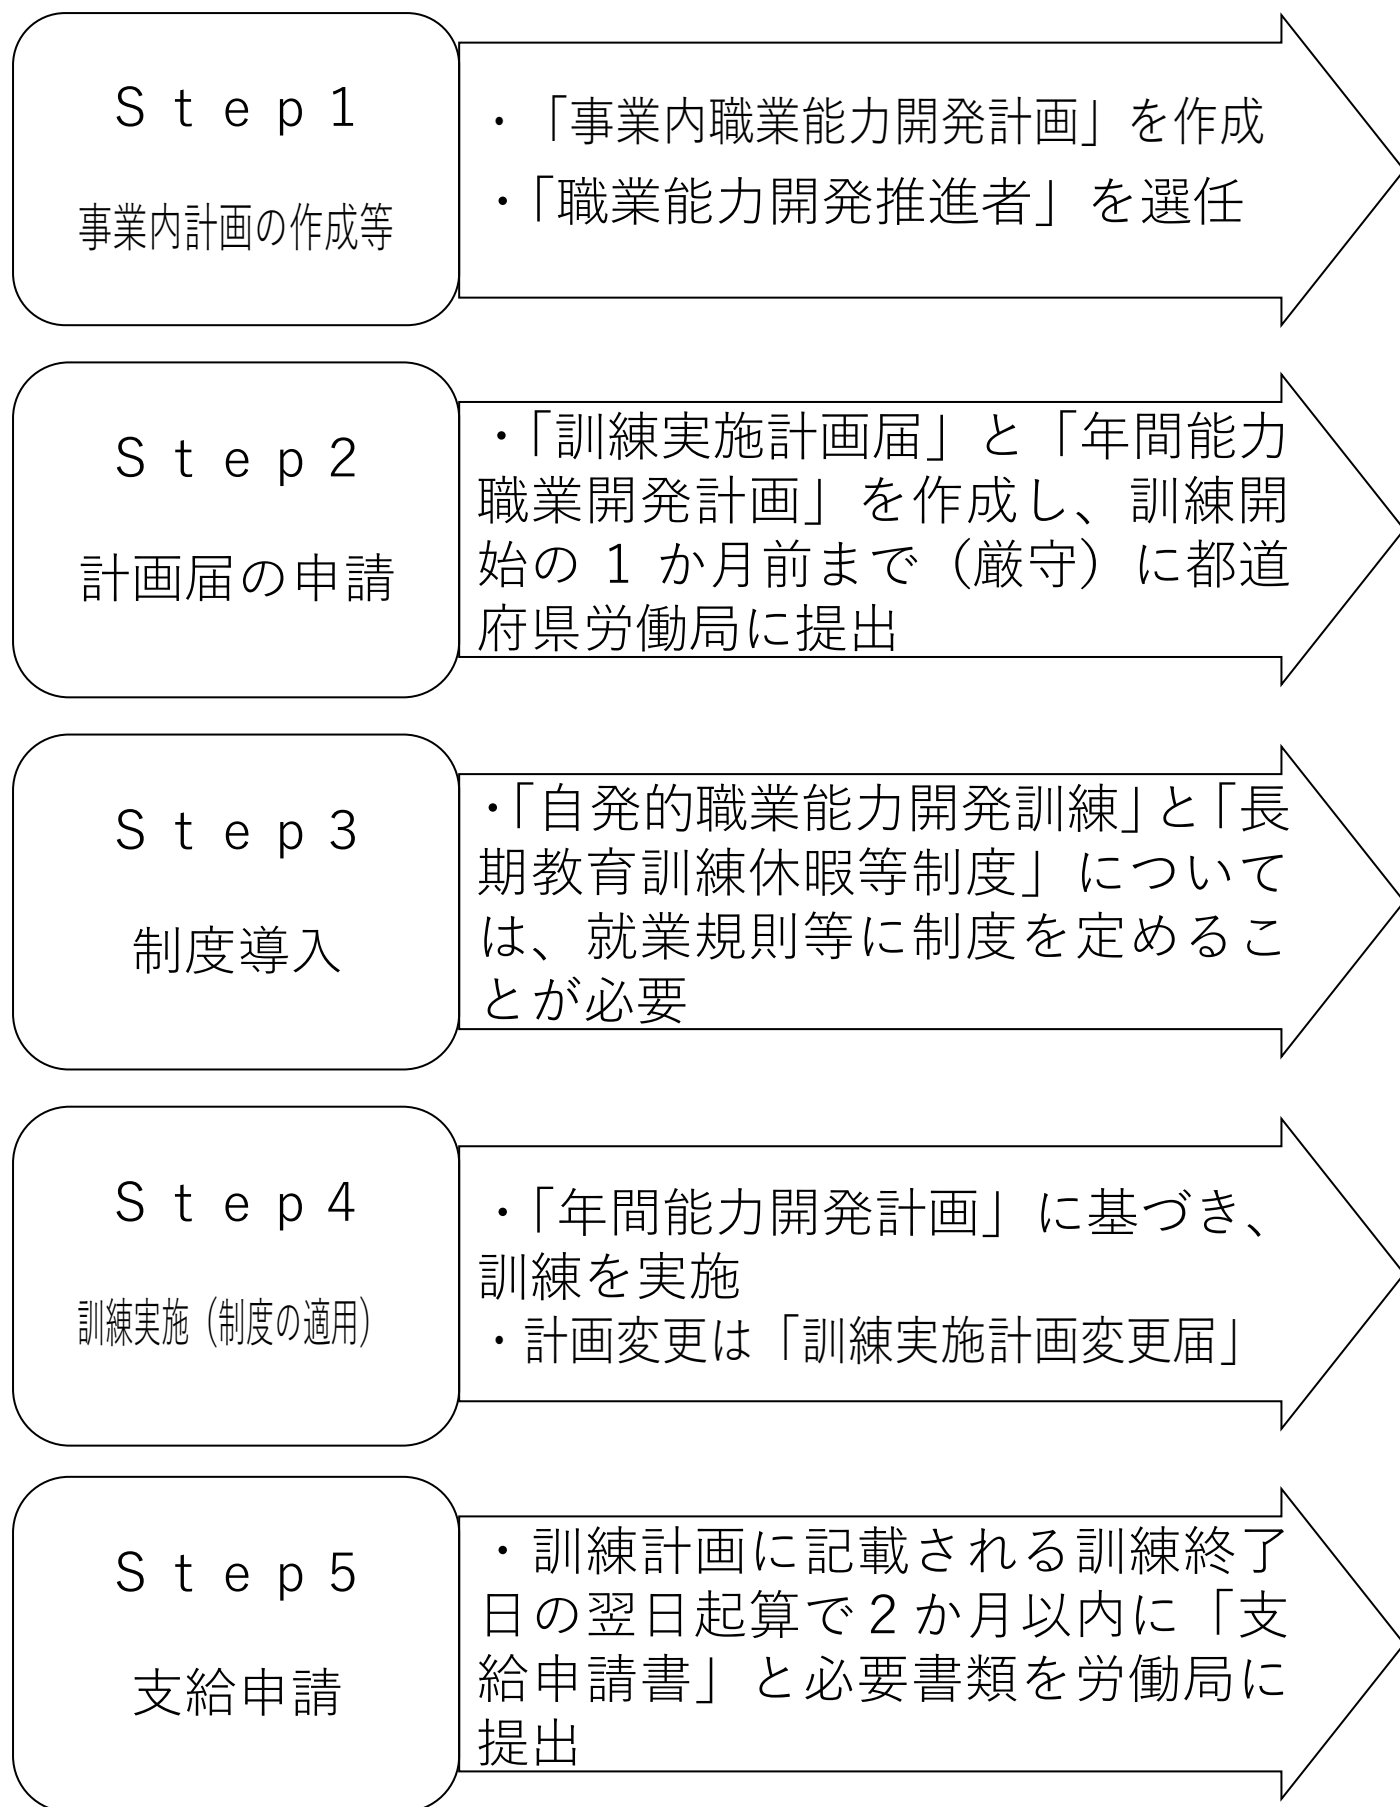 Ｓｔｅｐ１
事業内計画の作成等
・「事業内職業能力開発計画」を作成
・「職業能力開発推進者」を選任
Ｓｔｅｐ２
計画届の申請
・「訓練実施計画届」と「年間能力
職業開発計画」を作成し、訓練開
始の 1 か月前まで（厳守）に都道
府県労働局に提出
Ｓｔｅｐ３
制度導入
・「自発的職業能力開発訓練」と「長
期教育訓練休暇等制度」について
は、就業規則等に制度を定めるこ
とが必要
Ｓｔｅｐ４
訓練実施（制度の適用）
・「年間能力開発計画」に基づき、
訓練を実施
・計画変更は「訓練実施計画変更届」
Ｓｔｅｐ５
支給申請
・訓練計画に記載される訓練終了
日の翌日起算で２か月以内に「支
給申請書」と必要書類を労働局に
提出